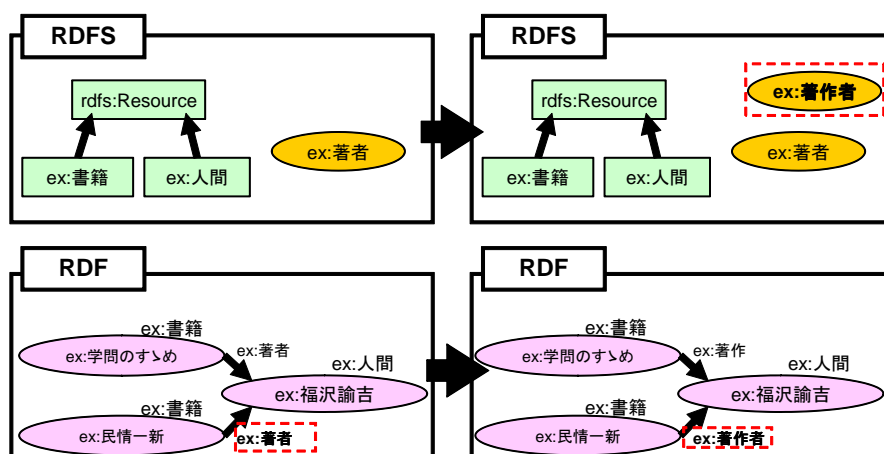 RDFS
rdfs:Resource
ex:書籍
ex:人間
ex:著者
RDFS
rdfs:Resource
ex:書籍
ex:人間
ex:著作者
ex:著者
RDF
ex:書籍
ex:学問のすゝめ
ex:著者
ex:人間
ex:福沢諭吉
ex:書籍
ex:民情一新
ex:著者
RDF
ex:書籍
ex:学問のすゝめ
ex:著作
ex:人間
ex:福沢諭吉
ex:書籍
ex:民情一新
ex:著作者